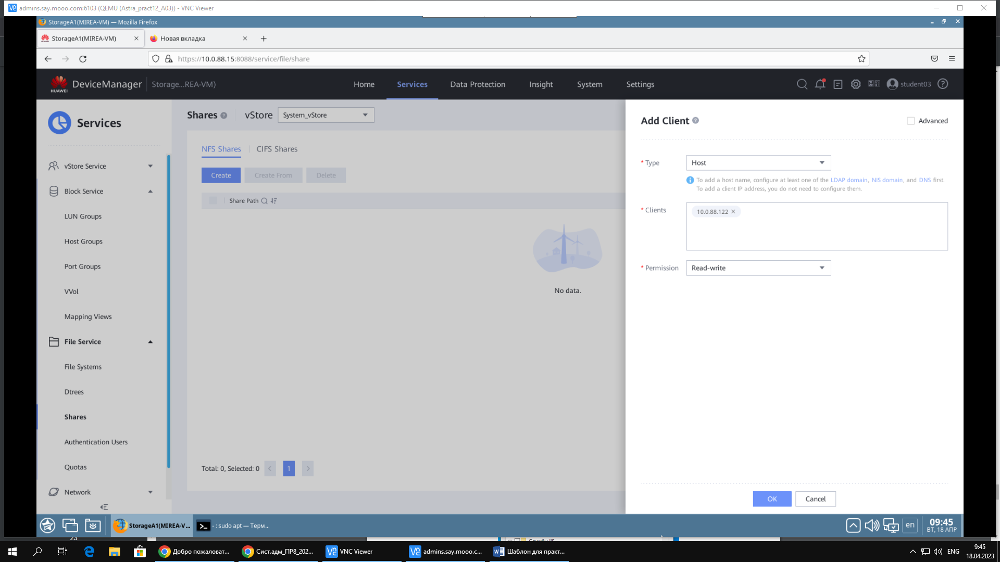 admins.say.mooo.com:6103 (QEMU (Astra_pract12_A03)) - VNC Viewer
StorageA1(MIREA-VM) — Mozilla Firefox
StorageA1(MIREA-VM)
Новая вкладка
https://10.0.88.15:8088/service/file/share
HUAWEI
DeviceManager
Storage...REA-VM)
Home
Services
Data Protection
Insight
System
Settings
student03
Services
vStore Service
Block Service
LUN Groups
Host Groups
Port Groups
VVol
Mapping Views
File Service
File Systems
Dtrees
Shares
Authentication Users
Quotas
Network
Shares
vStore
System_vStore
NFS Shares
CIFS Shares
Create
Create From
Delete
Share Path
No data.
Total: 0, Selected: 0
1
Add Client
Advanced
* Type
Host
To add a host name, configure at least one of the LDAP domain, NIS domain, and DNS first.
To add a client IP address, you do not need to configure them.
* Clients
10.0.88.122
* Permission
Read-write
OK
Cancel
StorageA1(MIREA-V...
- : sudo apt — Терм...
en
09:45
ВТ, 18 АПР
23
Добро пожаловат...
Сист.адм_ПР8_202...
VNC Viewer
admins.say.mooo.c...
Шаблон для практ...
ENG
9:45
18.04.2023